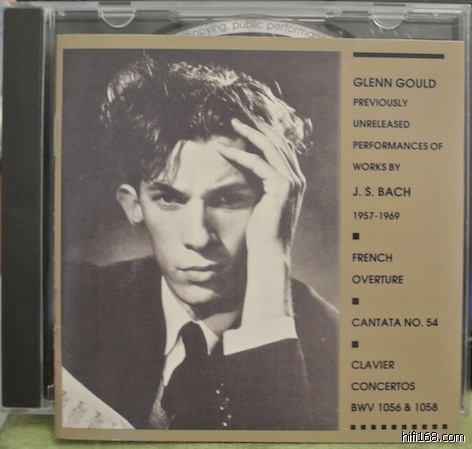 copying, public performan
GLENN GOULD
PREVIOUSLY
UNRELEASED
PERFORMANCES OF
WORKS BY
J. S. BACH
1957-1969
FRENCH
OVERTURE
CANTATA NO. 54
CLAVIER
CONCERTOS
BWV 1056 & 1058
hifi168.com